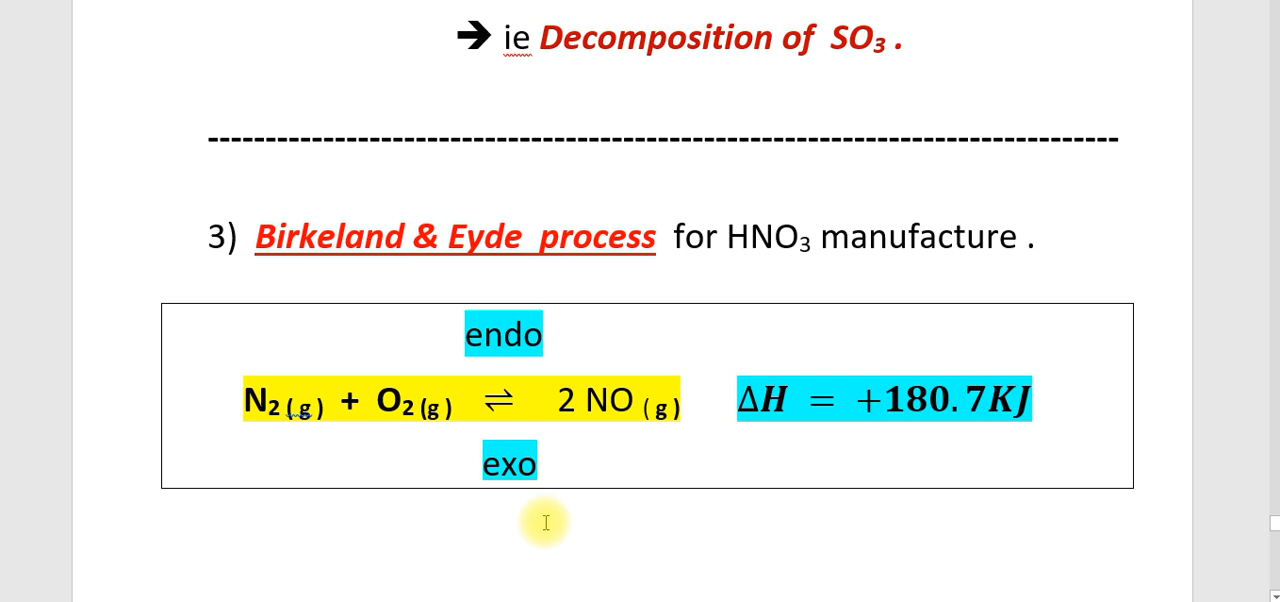 ➔ ie Decomposition of SO₃ .
--------------------------------------------------------------------------------
3) Birkeland & Eyde process for HNO₃ manufacture .
endo
N₂ (g) + O₂ (g) ⇌ 2 NO (g) ΔH = +180.7KJ
exo